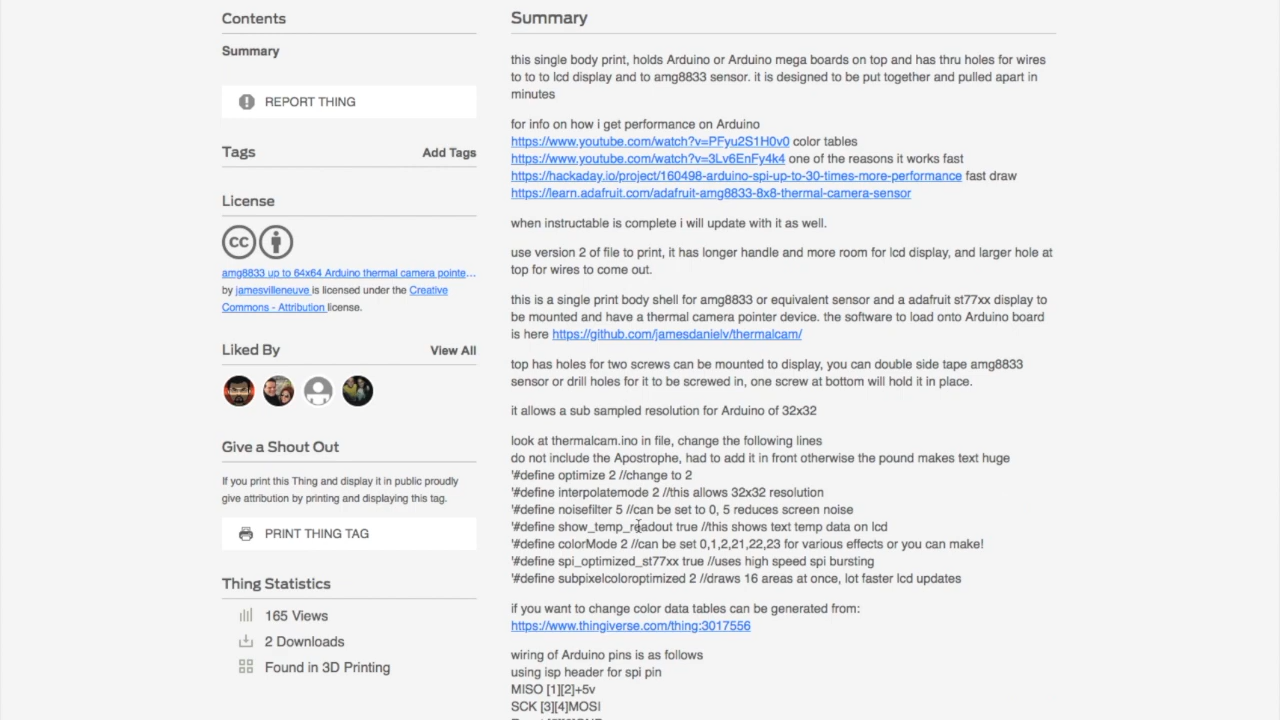 Contents
Summary
REPORT THING
Tags
Add Tags
License
cc
amg8833 up to 64x64 Arduino thermal camera pointe...
by jamesvilleneuve is licensed under the Creative
Commons - Attribution license.
Liked By
View All
Give a Shout Out
If you print this Thing and display it in public proudly
give attribution by printing and displaying this tag.
PRINT THING TAG
Thing Statistics
165 Views
2 Downloads
Found in 3D Printing
Summary
this single body print, holds Arduino or Arduino mega boards on top and has thru holes for wires
to to to lcd display and to amg8833 sensor. it is designed to be put together and pulled apart in
minutes
for info on how i get performance on Arduino
https://www.youtube.com/watch?v=PFyu2S1H0v0 color tables
https://www.youtube.com/watch?v=3Lv6EnFy4k4 one of the reasons it works fast
https://hackaday.io/project/160498-arduino-spi-up-to-30-times-more-performance fast draw
https://learn.adafruit.com/adafruit-amg8833-8x8-thermal-camera-sensor
when instructable is complete i will update with it as well.
use version 2 of file to print, it has longer handle and more room for lcd display, and larger hole at
top for wires to come out.
this is a single print body shell for amg8833 or equivalent sensor and a adafruit st77xx display to
be mounted and have a thermal camera pointer device. the software to load onto Arduino board
is here https://github.com/jamesdanielv/thermalcam/
top has holes for two screws can be mounted to display, you can double side tape amg8833
sensor or drill holes for it to be screwed in, one screw at bottom will hold it in place.
it allows a sub sampled resolution for Arduino of 32x32
look at thermalcam.ino in file, change the following lines
do not include the Apostrophe, had to add it in front otherwise the pound makes text huge
'#define optimize 2 //change to 2
'#define interpolatemode 2 //this allows 32x32 resolution
'#define noisefilter 5 //can be set to 0, 5 reduces screen noise
'#define show_temp_readout true //this shows text temp data on lcd
'#define colorMode 2 //can be set 0,1,2,21,22,23 for various effects or you can make!
'#define spi_optimized_st77xx true //uses high speed spi bursting
'#define subpixelcoloroptimized 2 //draws 16 areas at once, lot faster lcd updates
if you want to change color data tables can be generated from:
https://www.thingiverse.com/thing:3017556
wiring of Arduino pins is as follows
using isp header for spi pin
MISO [1][2]+5v
SCK [3][4]MOSI